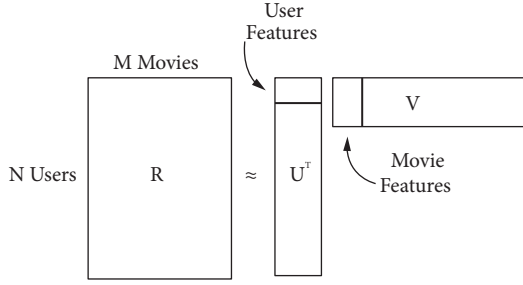 User
Features
M Movies
V
N Users
R
≈
Uᵀ
Movie
Features